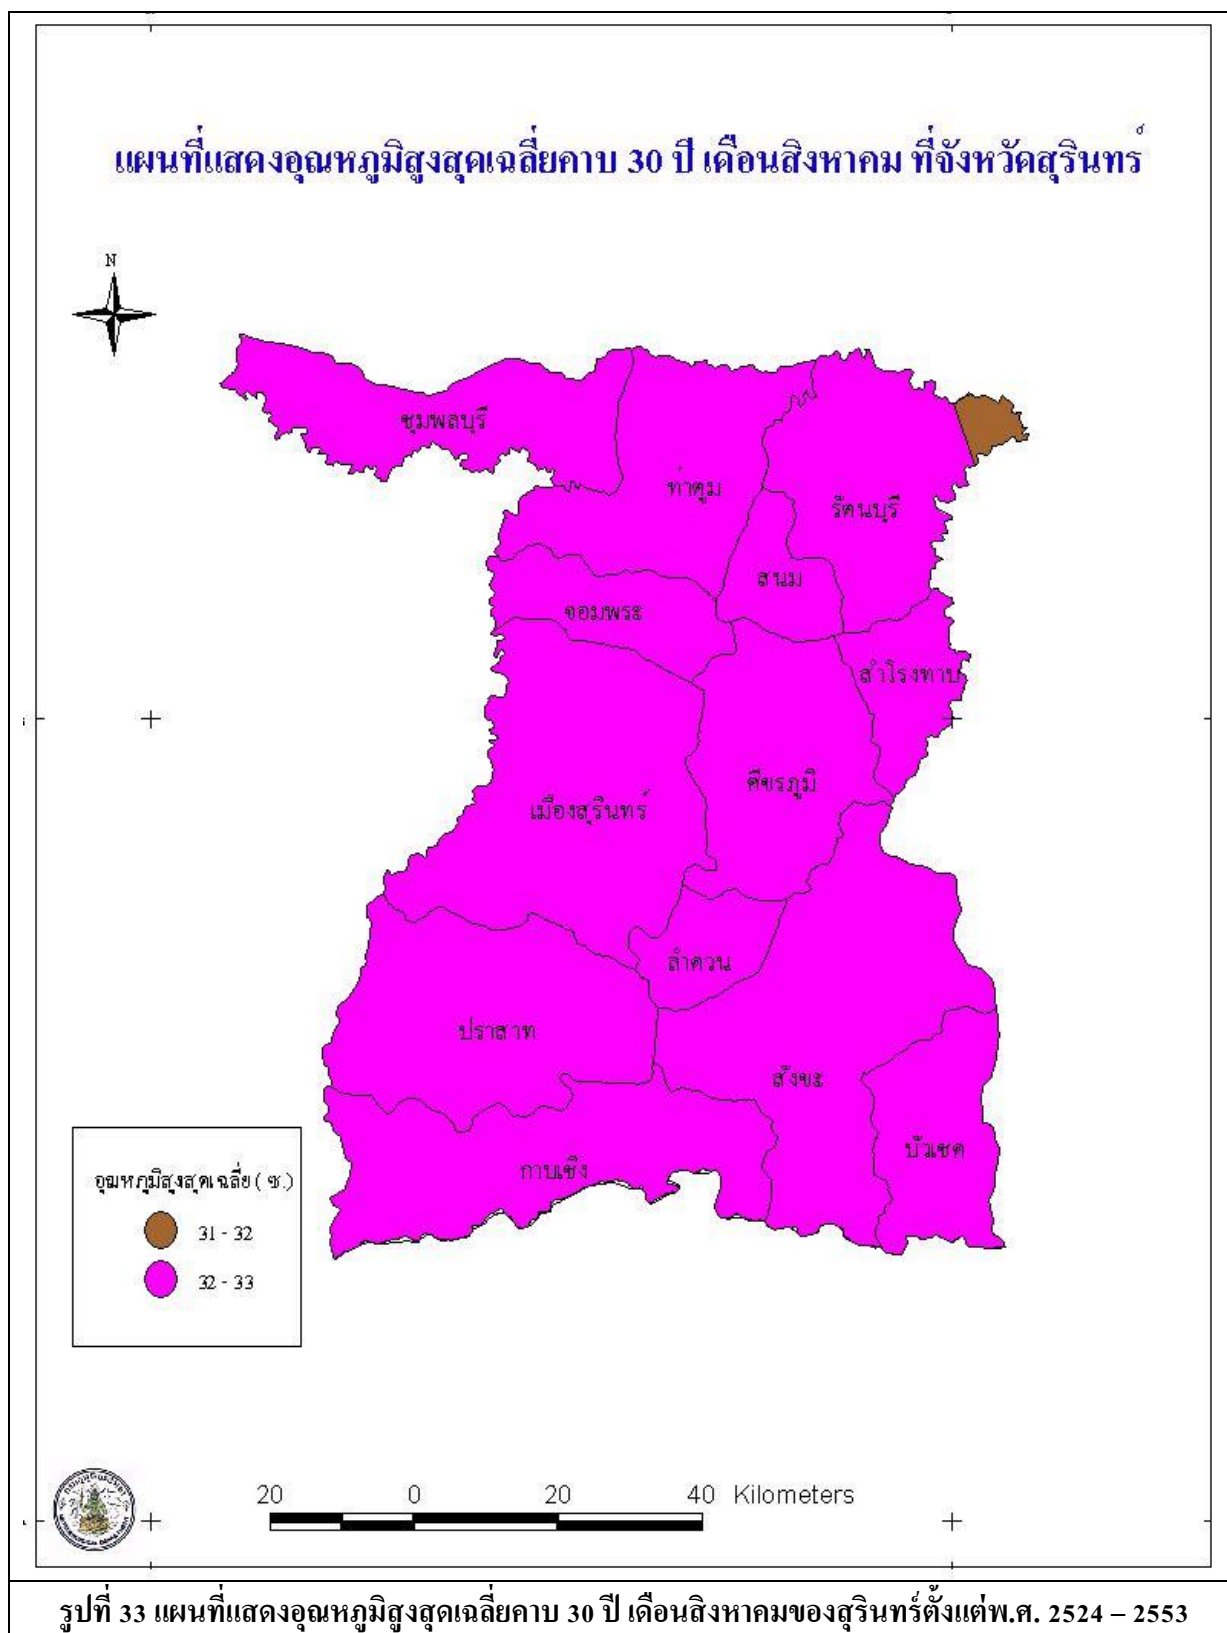 แผนที่แสดงอุณหภูมิสูงสุดเฉลี่ยคาบ 30 ปี เดือนสิงหาคม ที่จังหวัดสุรินทร์
N
ชุมพลบุรี
ท่าตูม
รัตนบุรี
สนม
จอมพระ
สำโรงทาบ
ศีขรภูมิ
เมืองสุรินทร์
ลำดวน
ปราสาท
สังขะ
บัวเชด
กาบเชิง
อุณหภูมิสูงสุดเฉลี่ย ( ซ.)
31 - 32
32 - 33
20 0 20 40 Kilometers
รูปที่ 33 แผนที่แสดงอุณหภูมิสูงสุดเฉลี่ยคาบ 30 ปี เดือนสิงหาคมของสุรินทร์ตั้งแต่พ.ศ. 2524 – 2553